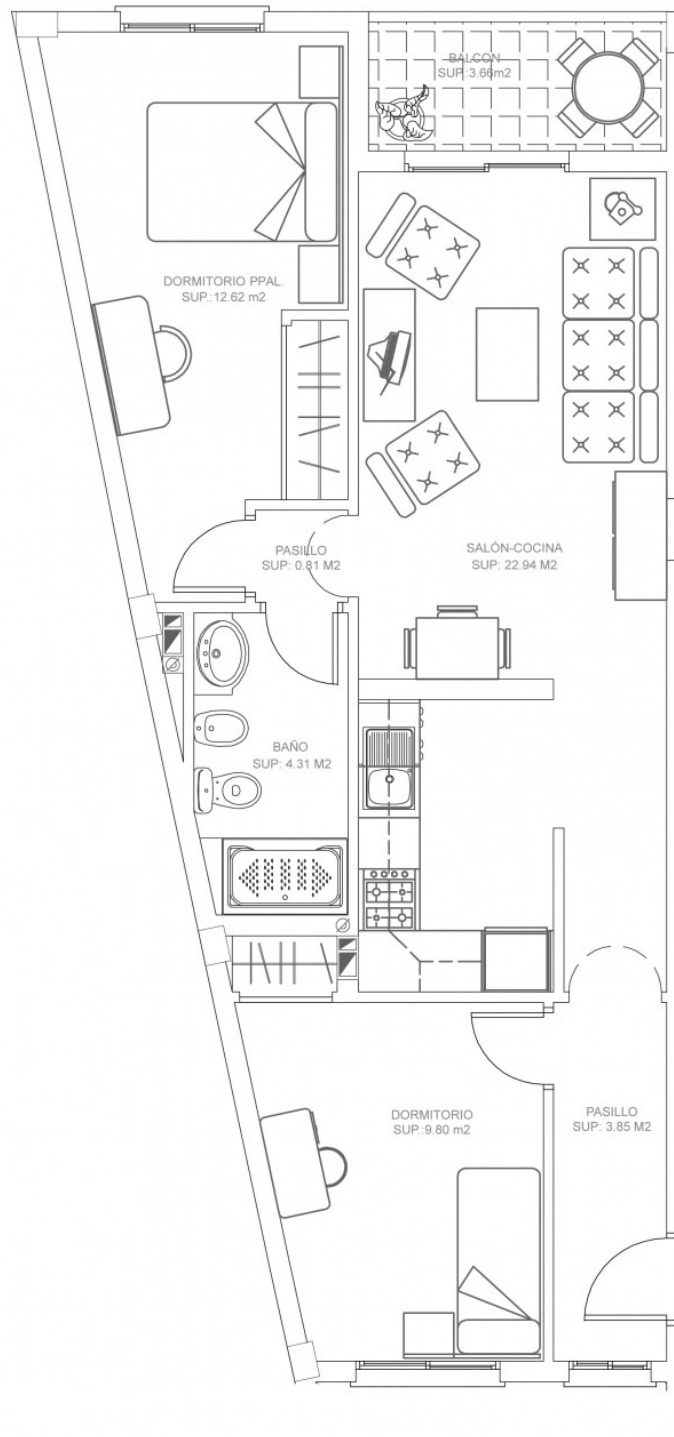 BALCON
SUP.:3.66m2
DORMITORIO PPAL.
SUP.:12.62 m2
PASILLO
SUP: 0.81 M2
SALÓN-COCINA
SUP: 22.94 M2
BAÑO
SUP: 4.31 M2
DORMITORIO
SUP.:9.80 m2
PASILLO
SUP: 3.85 M2